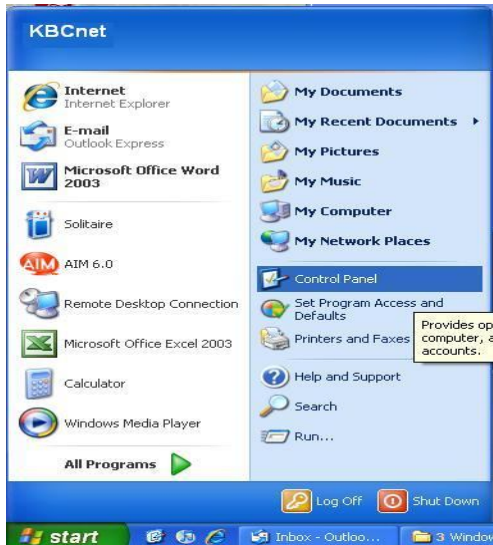 KBCnet
Internet
Internet Explorer
E-mail
Outlook Express
Microsoft Office Word
2003
Solitaire
AIM
AIM 6.0
Remote Desktop Connection
Microsoft Office Excel 2003
Calculator
Windows Media Player
All Programs
My Documents
My Recent Documents
My Pictures
My Music
My Computer
My Network Places
Control Panel
Set Program Access and
Defaults
Printers and Faxes
Provides op
computer, a
accounts.
Help and Support
Search
Run...
Log Off
Shut Down
start
Inbox - Outloo...
3 Window